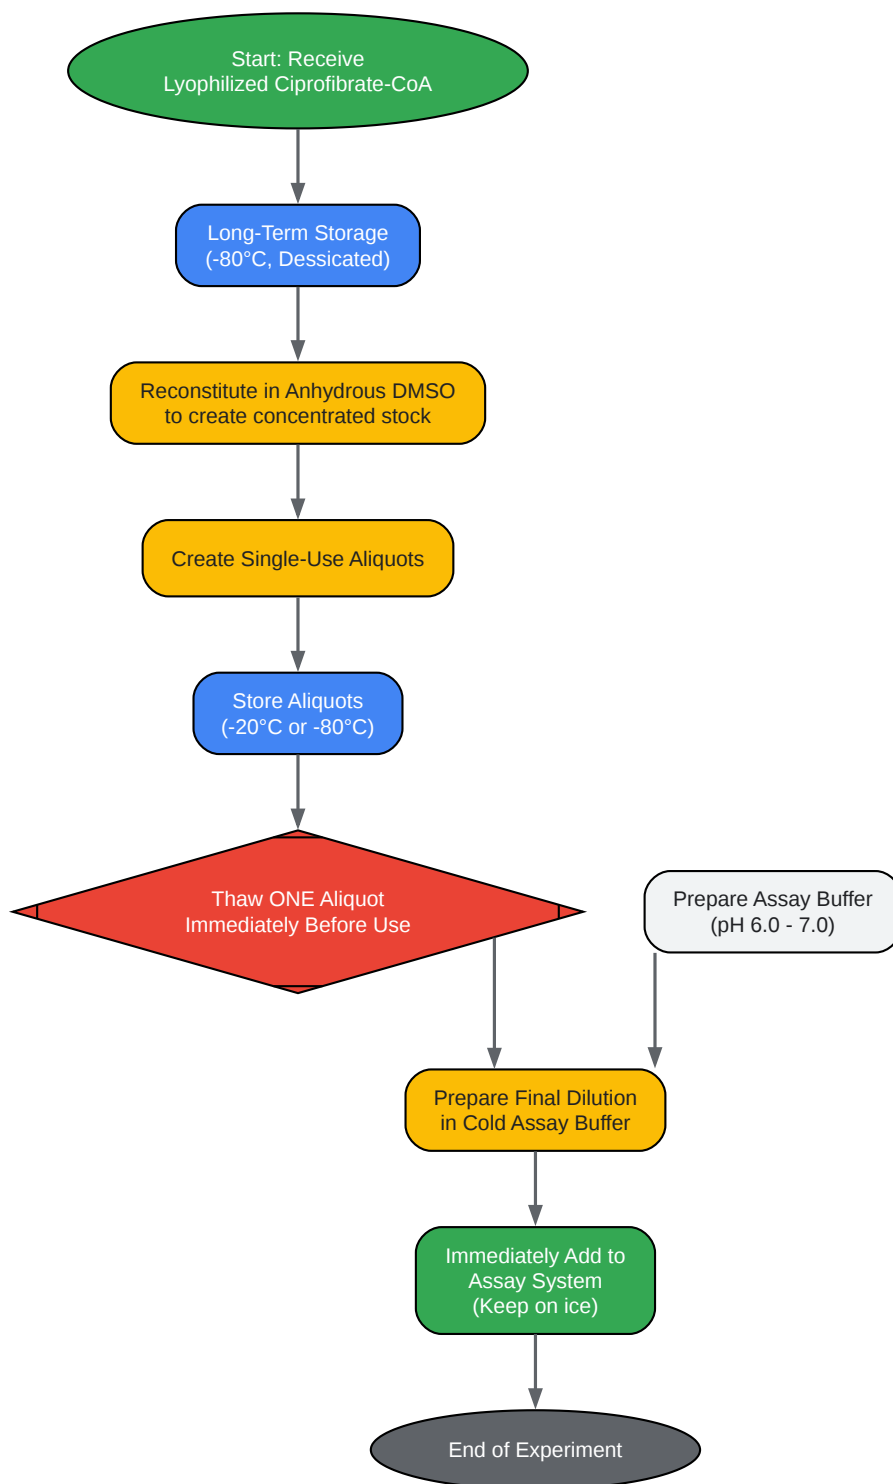 Start: Receive
Lyophilized Ciprofibrate-CoA
Long-Term Storage
(-80°C, Dessicated)
Reconstitute in Anhydrous DMSO
to create concentrated stock
Create Single-Use Aliquots
Store Aliquots
(-20°C or -80°C)
Thaw ONE Aliquot
Immediately Before Use
Prepare Assay Buffer
(pH 6.0 - 7.0)
Prepare Final Dilution
in Cold Assay Buffer
Immediately Add to
Assay System
(Keep on ice)
End of Experiment